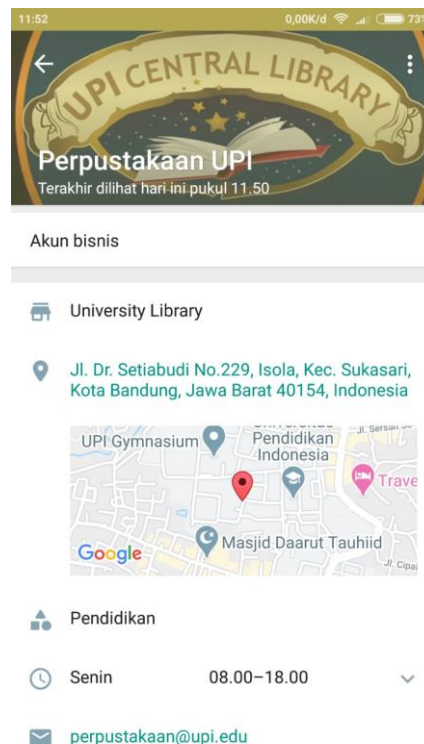 11:52
0,00K/d
73%
UPI CENTRAL LIBRARY
Perpustakaan UPI
Terakhir dilihat hari ini pukul 11.50
Akun bisnis
University Library
Jl. Dr. Setiabudi No.229, Isola, Kec. Sukasari,
Kota Bandung, Jawa Barat 40154, Indonesia
UPI Gymnasium
Pendidikan
Indonesia
Masjid Daarut Tauhiid
Google
Pendidikan
Senin
08.00–18.00
perpustakaan@upi.edu